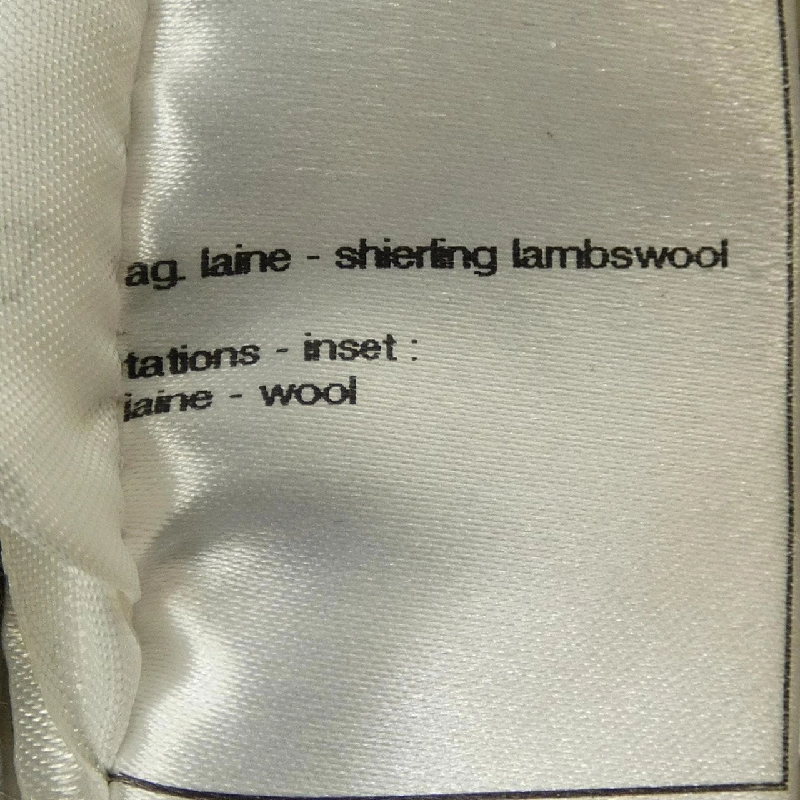 ag. laine - shierling lambswool
tations - inset :
laine - wool